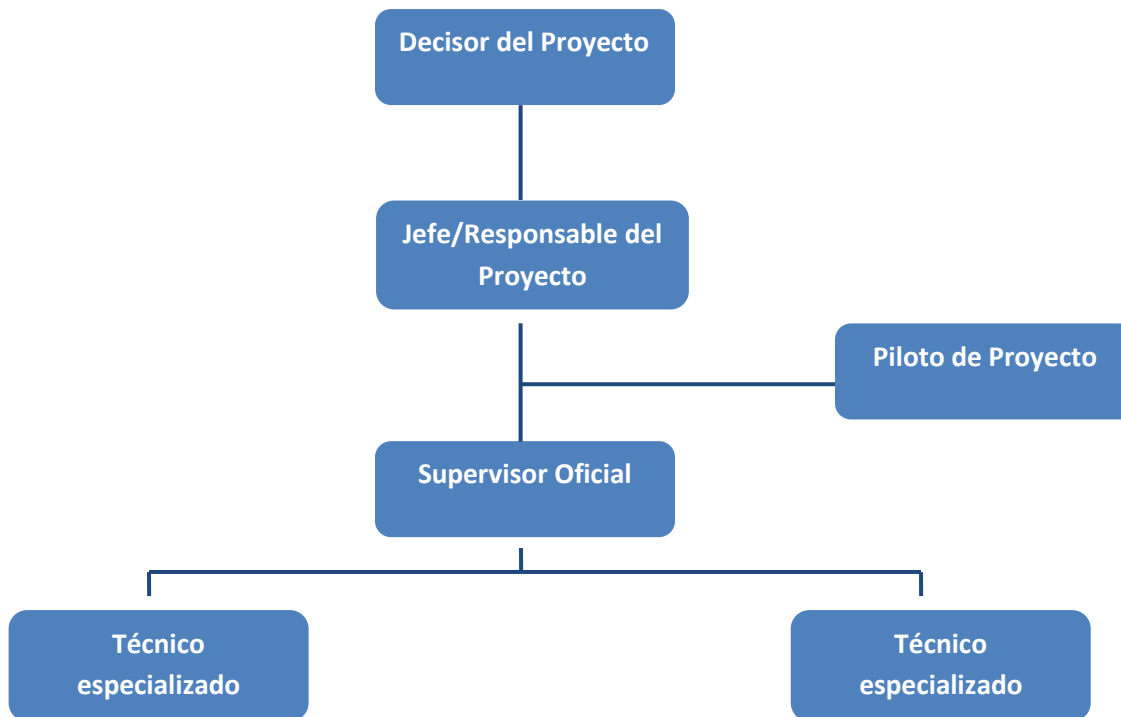 Decisor del Proyecto
Jefe/Responsable del
Proyecto
Piloto de Proyecto
Supervisor Oficial
Técnico
especializado
Técnico
especializado